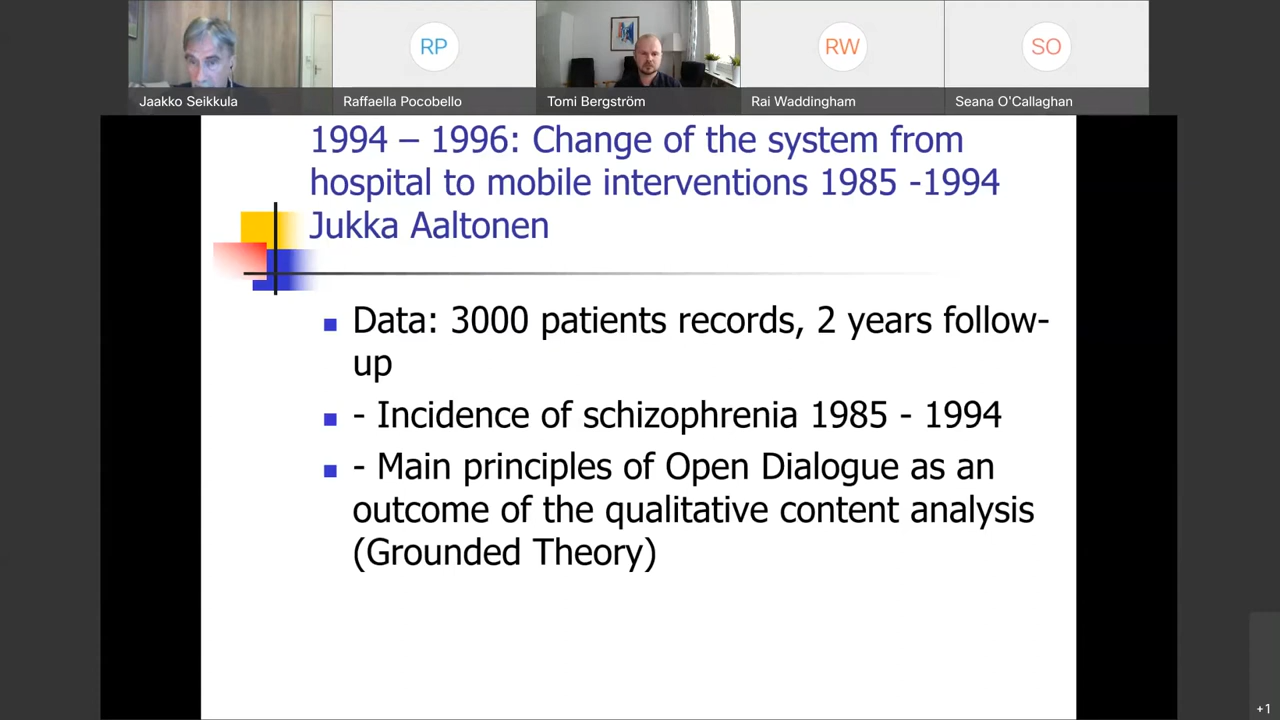 RP
RW
SO
Jaakko Seikkula
Raffaella Pocobello
Tomi Bergström
Rai Waddingham
Seana O'Callaghan
1994 – 1996: Change of the system from
hospital to mobile interventions 1985 -1994
Jukka Aaltonen
Data: 3000 patients records, 2 years follow-
up
- Incidence of schizophrenia 1985 - 1994
- Main principles of Open Dialogue as an
outcome of the qualitative content analysis
(Grounded Theory)
+1